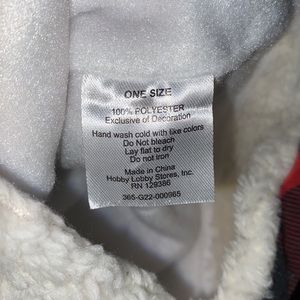 ONE SIZE
100% POLYESTER
Exclusive of Decoration
Hand wash cold with like colors
Do Not Bleach
Lay flat to dry
Do not iron
Made in China
Hobby Lobby Stores, Inc.
RN 129386
365-G22-000965